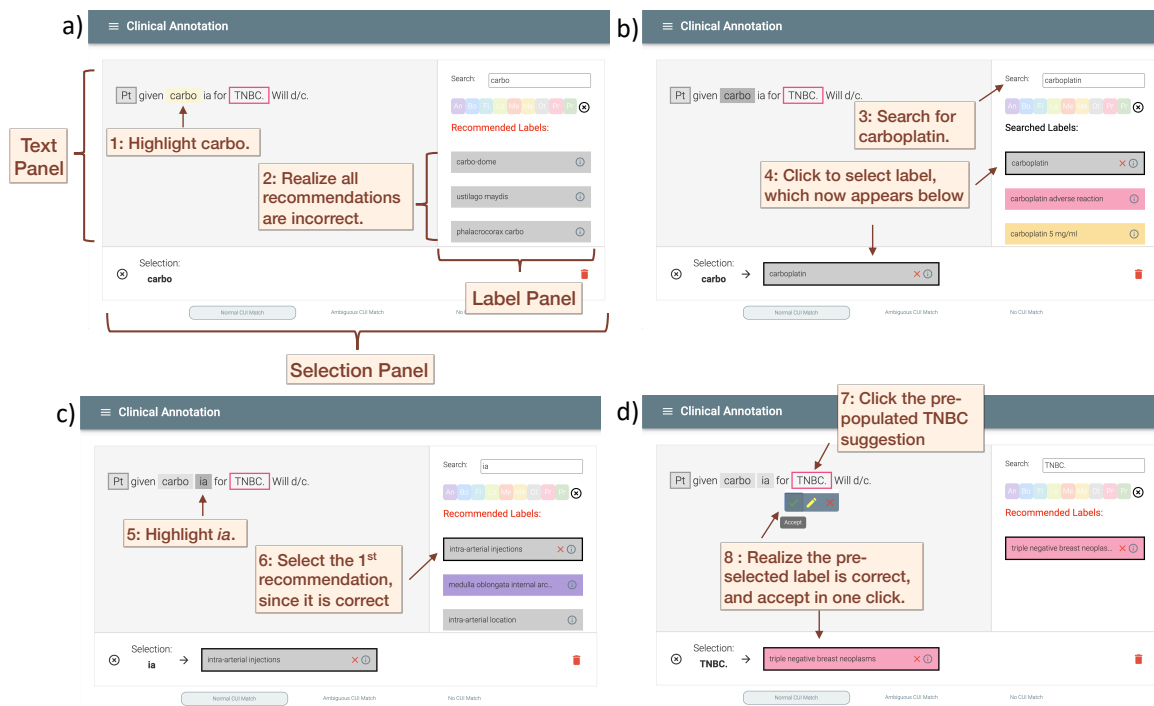 a)
≡ Clinical Annotation
Text Panel
Pt given carbo ia for TNBC. Will d/c.
1: Highlight carbo.
2: Realize all recommendations are incorrect.
Search: carbo
An Bo Fi Lo Me Me Ot Pr Pr
Recommended Labels:
carbo-dome
ustilago maydis
phalacrocorax carbo
Selection:
carbo
Label Panel
Normal CUI Match
Ambiguous CUI Match
No
Selection Panel
b)
≡ Clinical Annotation
Pt given carbo ia for TNBC. Will d/c.
Search: carboplatin
3: Search for carboplatin.
Searched Labels:
4: Click to select label, which now appears below
carboplatin
carboplatin adverse reaction
carboplatin 5 mg/ml
Selection:
carbo → carboplatin
Normal CUI Match
Ambiguous CUI Match
No CUI Match
c)
≡ Clinical Annotation
Pt given carbo ia for TNBC. Will d/c.
5: Highlight ia.
6: Select the 1st recommendation, since it is correct
Search: ia
Recommended Labels:
intra-arterial injections
medulla oblongata internal arc...
intra-arterial location
Selection:
ia → intra-arterial injections
Normal CUI Match
Ambiguous CUI Match
No CUI Match
d)
≡ Clinical Annotation
7: Click the pre-populated TNBC suggestion
Pt given carbo ia for TNBC. Will d/c.
Accept
8 : Realize the pre-selected label is correct, and accept in one click.
Search: TNBC.
Recommended Labels:
triple negative breast neoplas...
Selection:
TNBC. → triple negative breast neoplasms
Normal CUI Match
Ambiguous CUI Match
No CUI Match